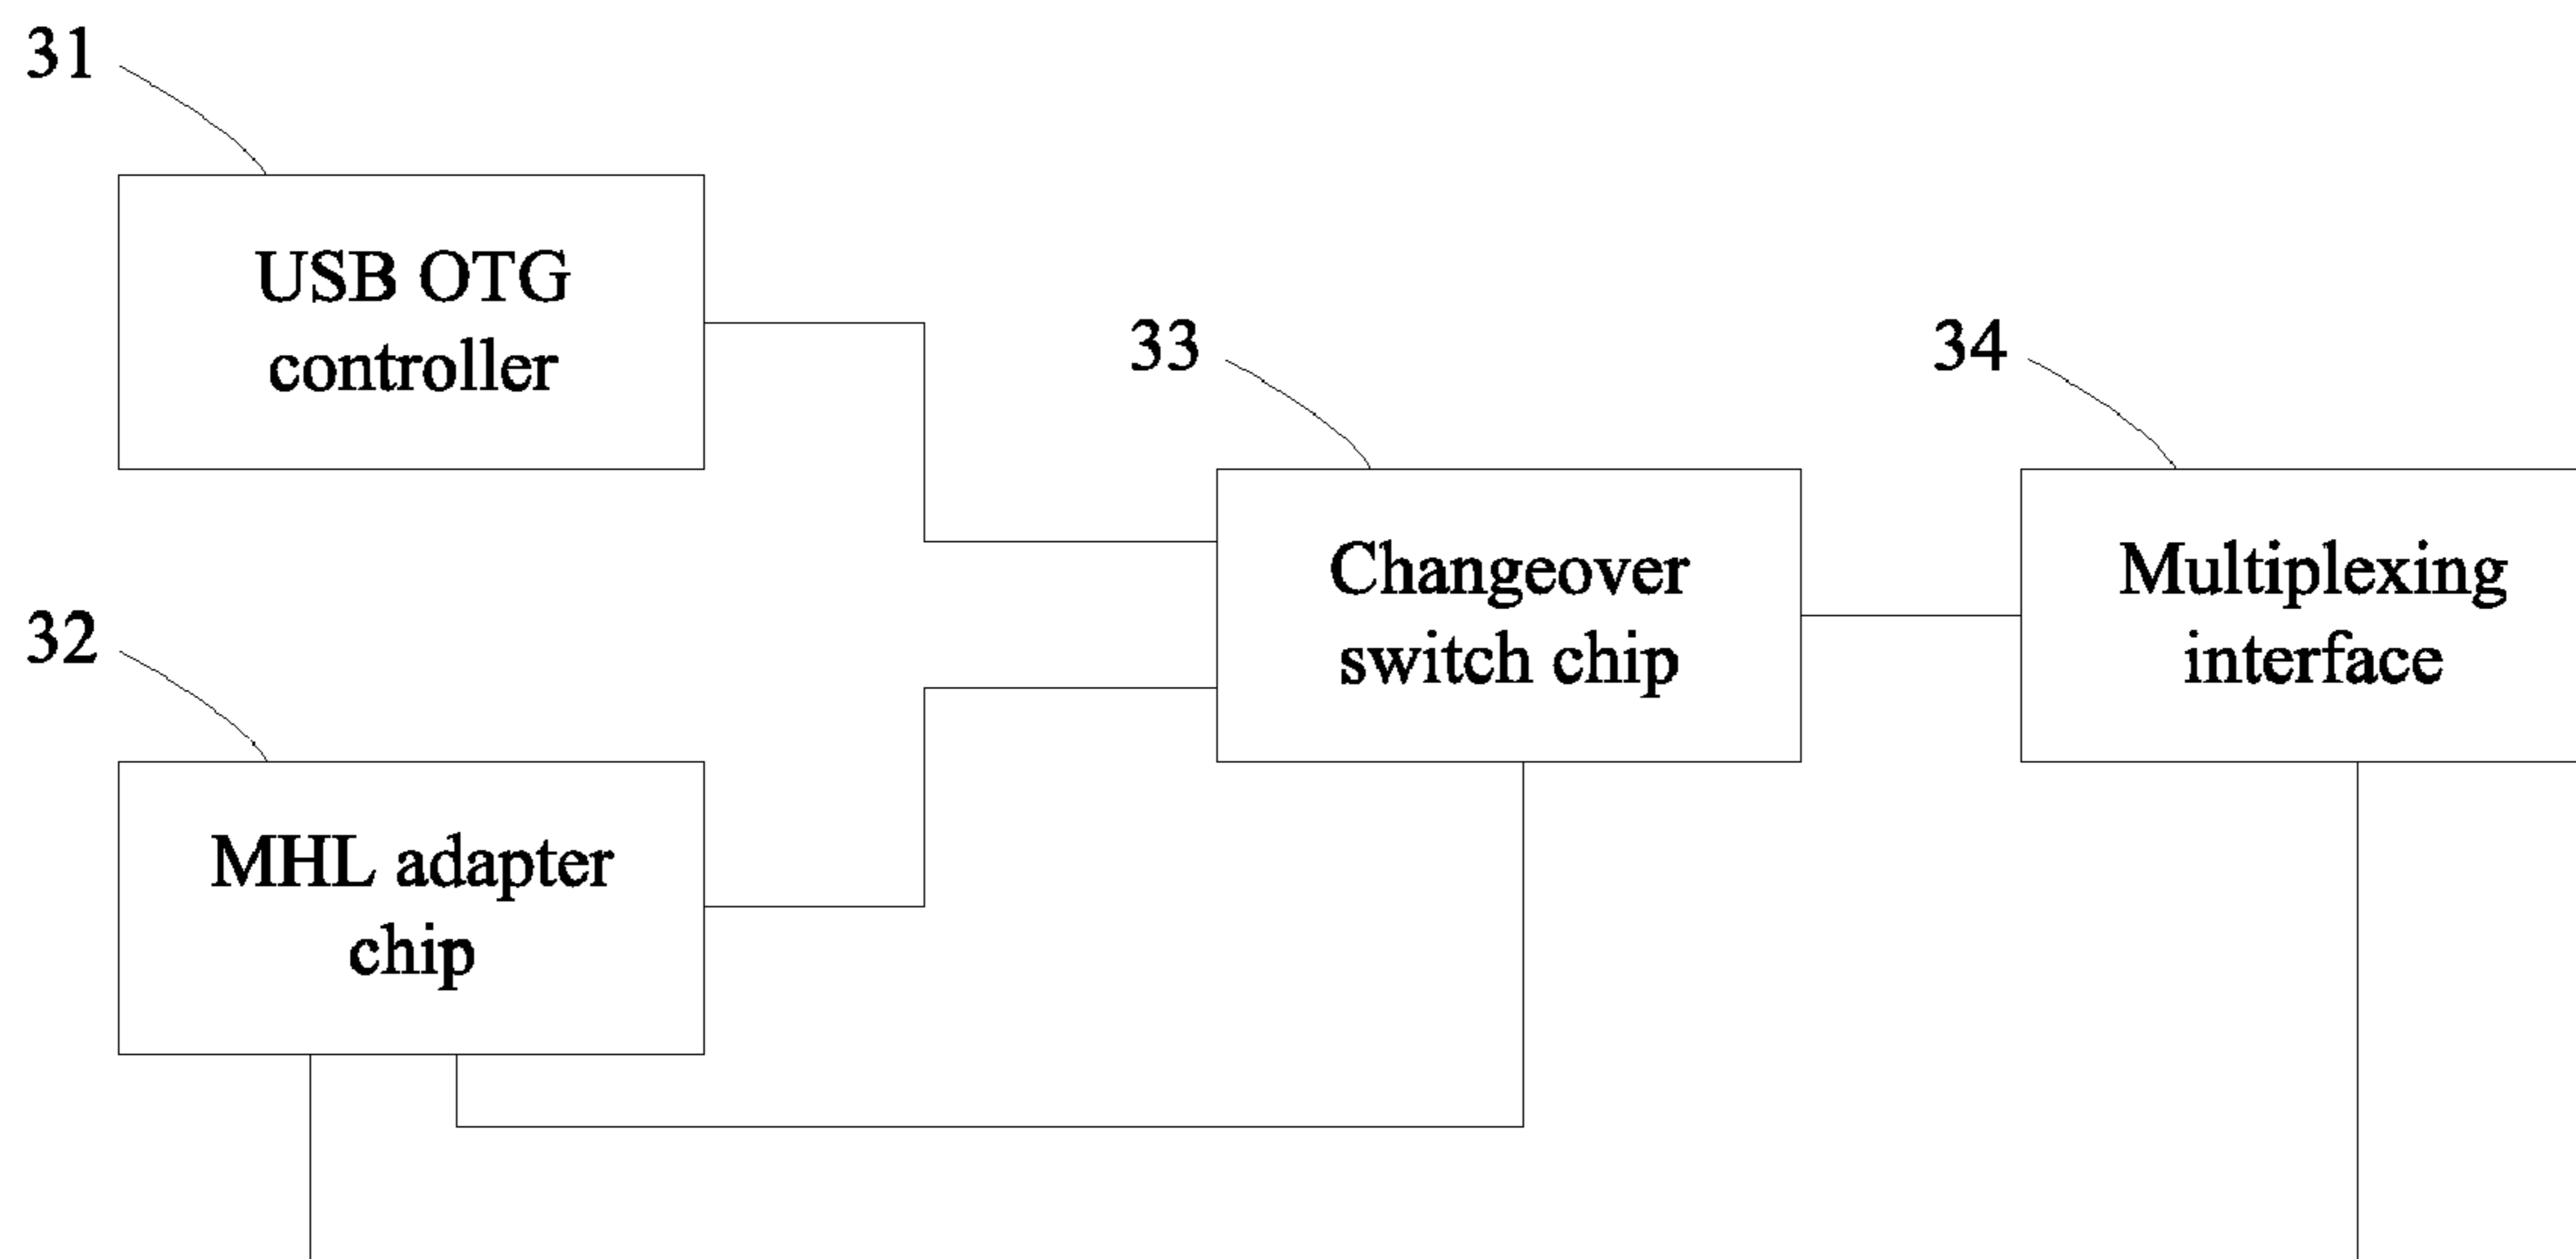 31
USB OTG
controller
32
MHL adapter
chip
33
Changeover
switch chip
34
Multiplexing
interface